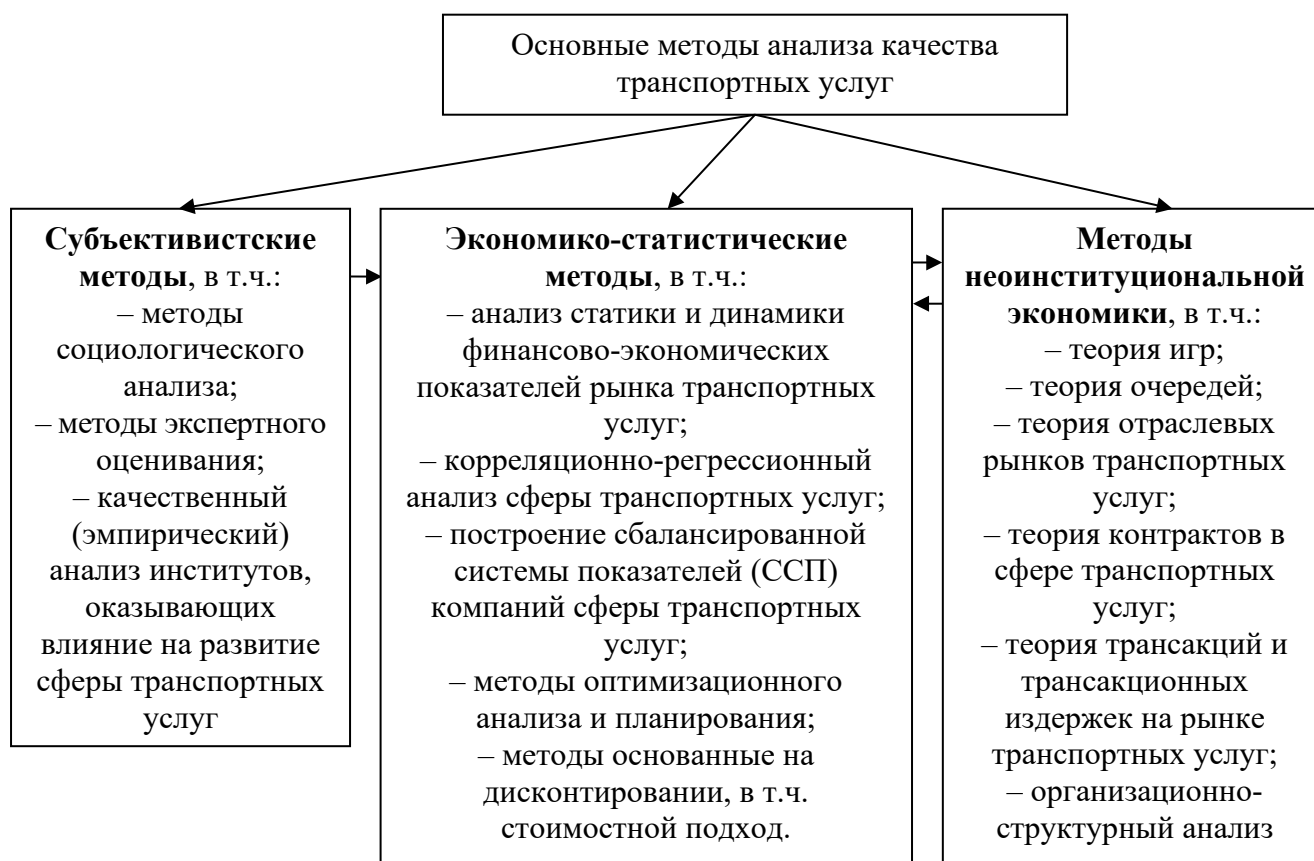 Основные методы анализа качества
транспортных услуг
Субъективистские
методы, в т.ч.:
– методы
социологического
анализа;
– методы экспертного
оценивания;
– качественный
(эмпирический)
анализ институтов,
оказывающих
влияние на развитие
сферы транспортных
услуг
Экономико-статистические
методы, в т.ч.:
– анализ статики и динамики
финансово-экономических
показателей рынка транспортных
услуг;
– корреляционно-регрессионный
анализ сферы транспортных услуг;
– построение сбалансированной
системы показателей (ССП)
компаний сферы транспортных
услуг;
– методы оптимизационного
анализа и планирования;
– методы основанные на
дисконтировании, в т.ч.
стоимостной подход.
Методы
неоинституциональной
экономики, в т.ч.:
– теория игр;
– теория очередей;
– теория отраслевых
рынков транспортных
услуг;
– теория контрактов в
сфере транспортных
услуг;
– теория трансакций и
трансакционных
издержек на рынке
транспортных услуг;
– организационно-
структурный анализ